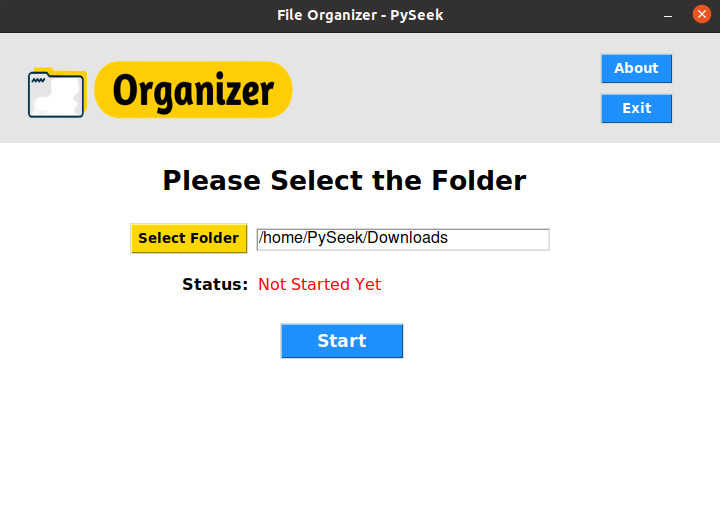 File Organizer - PySeek
Organizer
About
Exit
Please Select the Folder
Select Folder /home/PySeek/Downloads
Status: Not Started Yet
Start